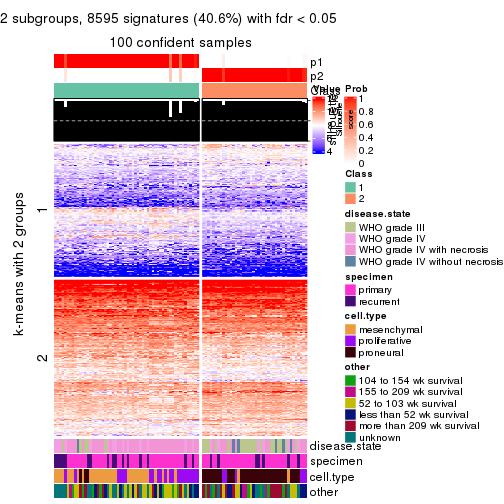 2 subgroups, 8595 signatures (40.6%) with fdr < 0.05
100 confident samples
p1
p2
Class
Value
Prob
1
0.8
0.6
0.4
0.2
0
4
Silhouette
score
Class
1
2
disease.state
WHO grade III
WHO grade IV
WHO grade IV with necrosis
WHO grade IV without necrosis
specimen
primary
recurrent
cell.type
mesenchymal
proliferative
proneural
other
104 to 154 wk survival
155 to 209 wk survival
52 to 103 wk survival
less than 52 wk survival
more than 209 wk survival
unknown
k-means with 2 groups
1
2
disease.state
specimen
cell.type
other